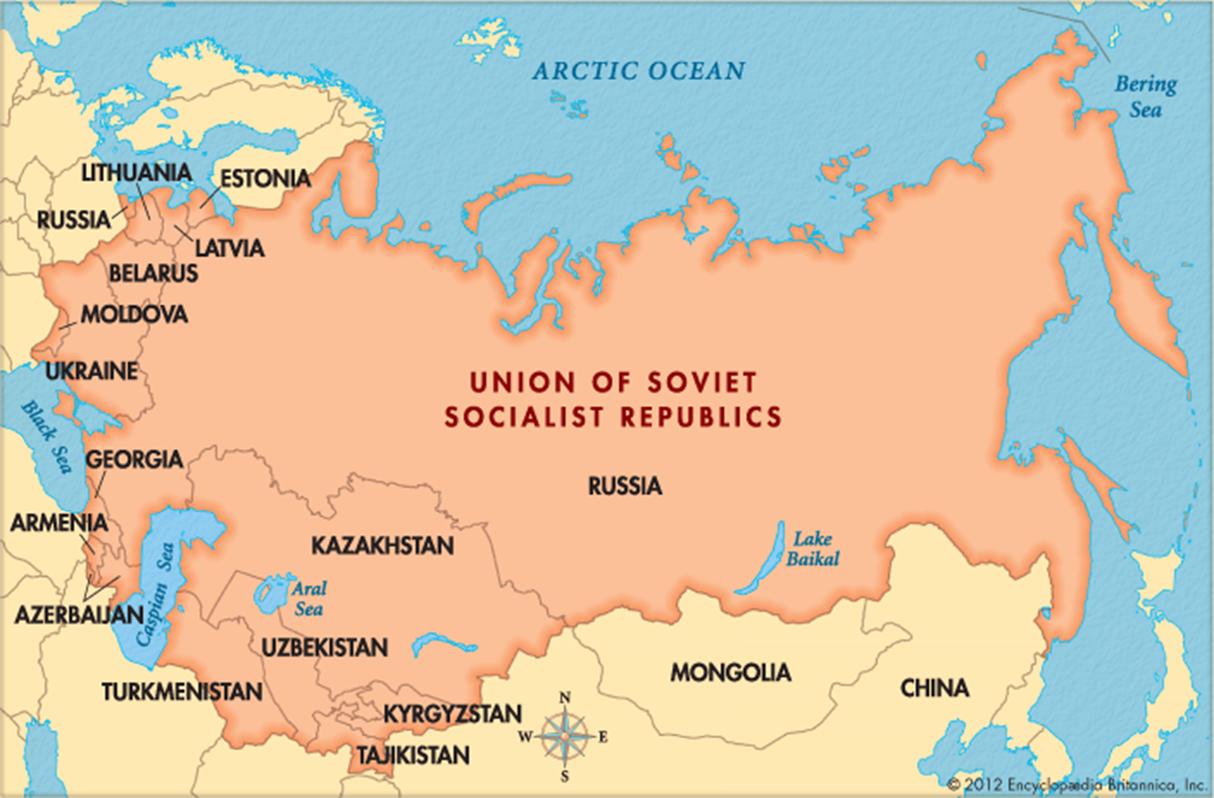 ARCTIC OCEAN
Bering
Sea
LITHUANIA
ESTONIA
RUSSIA
LATVIA
BELARUS
MOLDOVA
UKRAINE
UNION OF SOVIET
SOCIALIST REPUBLICS
Black Sea
GEORGIA
RUSSIA
ARMENIA
KAZAKHSTAN
Lake
Baikal
Caspian Sea
Aral
Sea
AZERBAIJAN
UZBEKISTAN
MONGOLIA
TURKMENISTAN
CHINA
KYRGYZSTAN
N
W
E
S
TAJIKISTAN
© 2012 Encyclopædia Britannica, Inc.